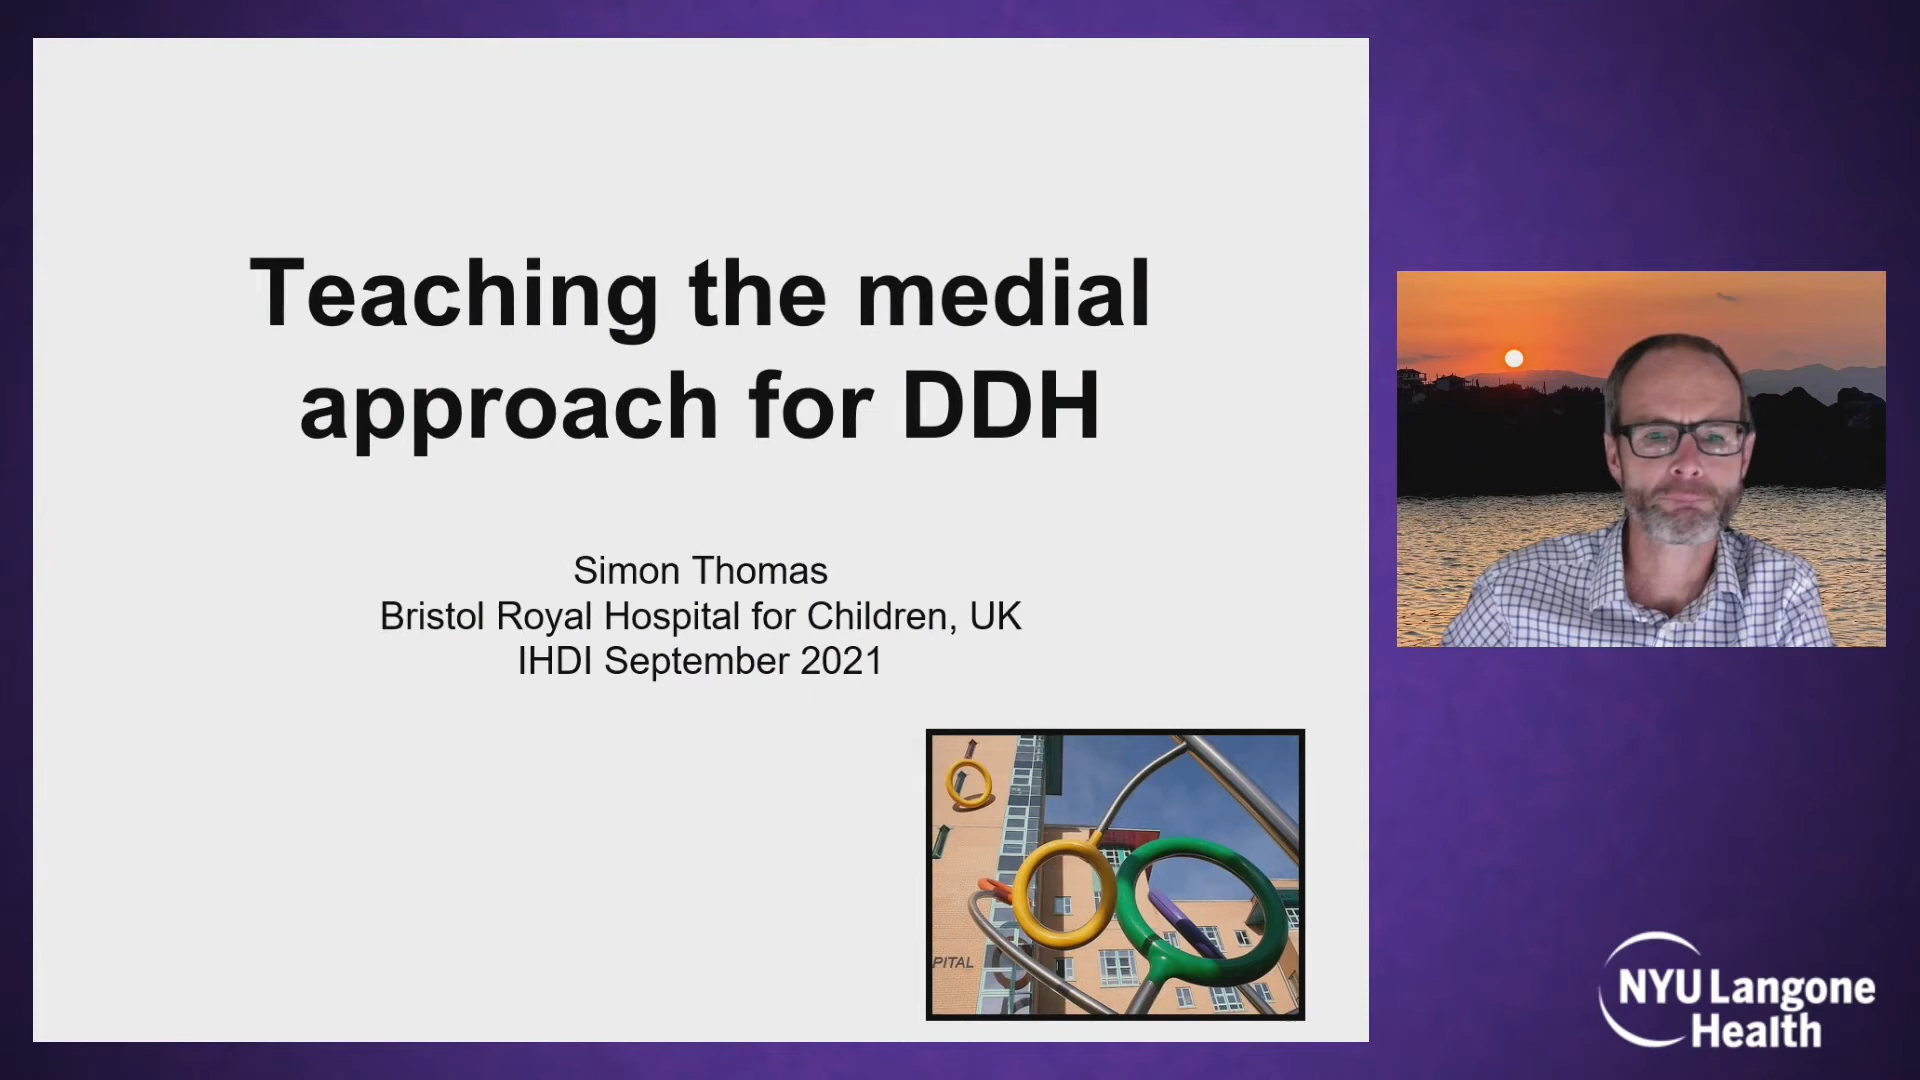 Teaching the medial
approach for DDH
Simon Thomas
Bristol Royal Hospital for Children, UK
IHDI September 2021
PITAL
NYU Langone
Health